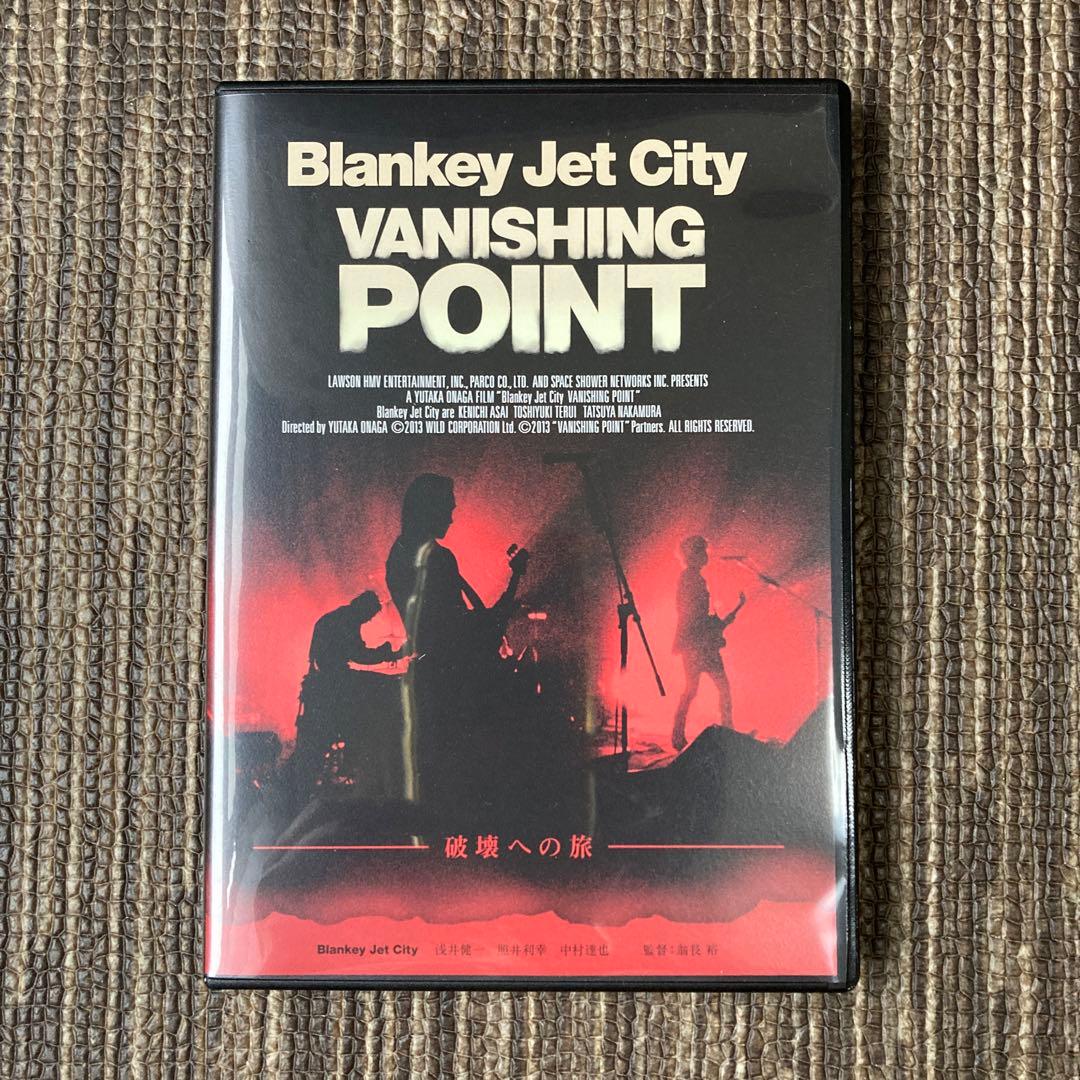 Blankey Jet City
VANISHING
POINT
LAWSON HMV ENTERTAINMENT, INC., PARCO CO., LTD. AND SPACE SHOWER NETWORKS INC. PRESENTS
A YUTAKA ONAGA FILM "Blankey Jet City VANISHING POINT"
Blankey Jet City are KENICHI ASAI TOSHIYUKI TERUI TATSUYA NAKAMURA
Directed by YUTAKA ONAGA ©2013 WILD CORPORATION Ltd. ©2013 "VANISHING POINT" Partners. ALL RIGHTS RESERVED.
破壊への旅
Blankey Jet City 浅井健一 照井利幸 中村達也 監督:翁長 裕